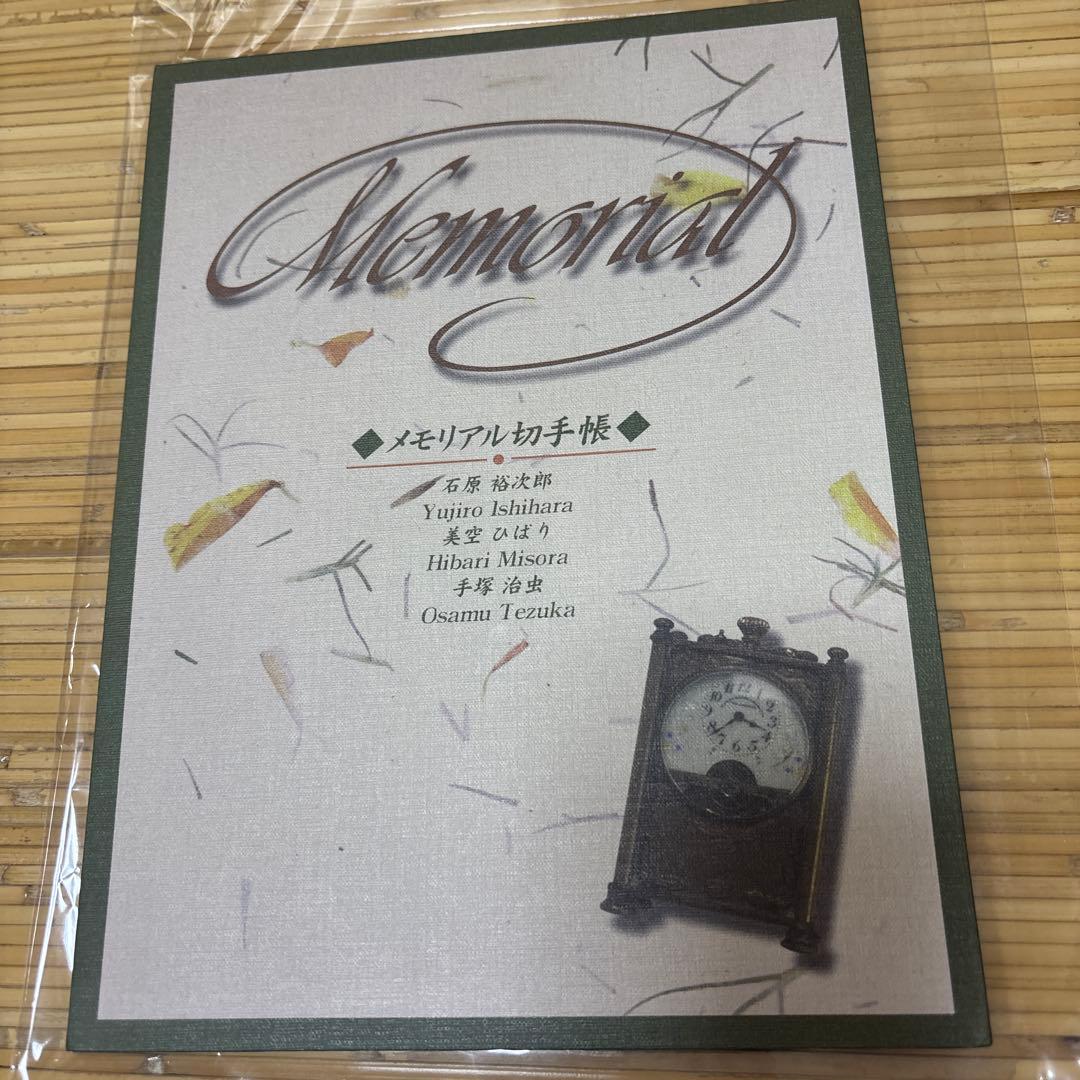 Memorial
◆メモリアル切手帳◆
石原 裕次郎
Yujiro Ishihara
美空 ひばり
Hibari Misora
手塚 治虫
Osamu Tezuka